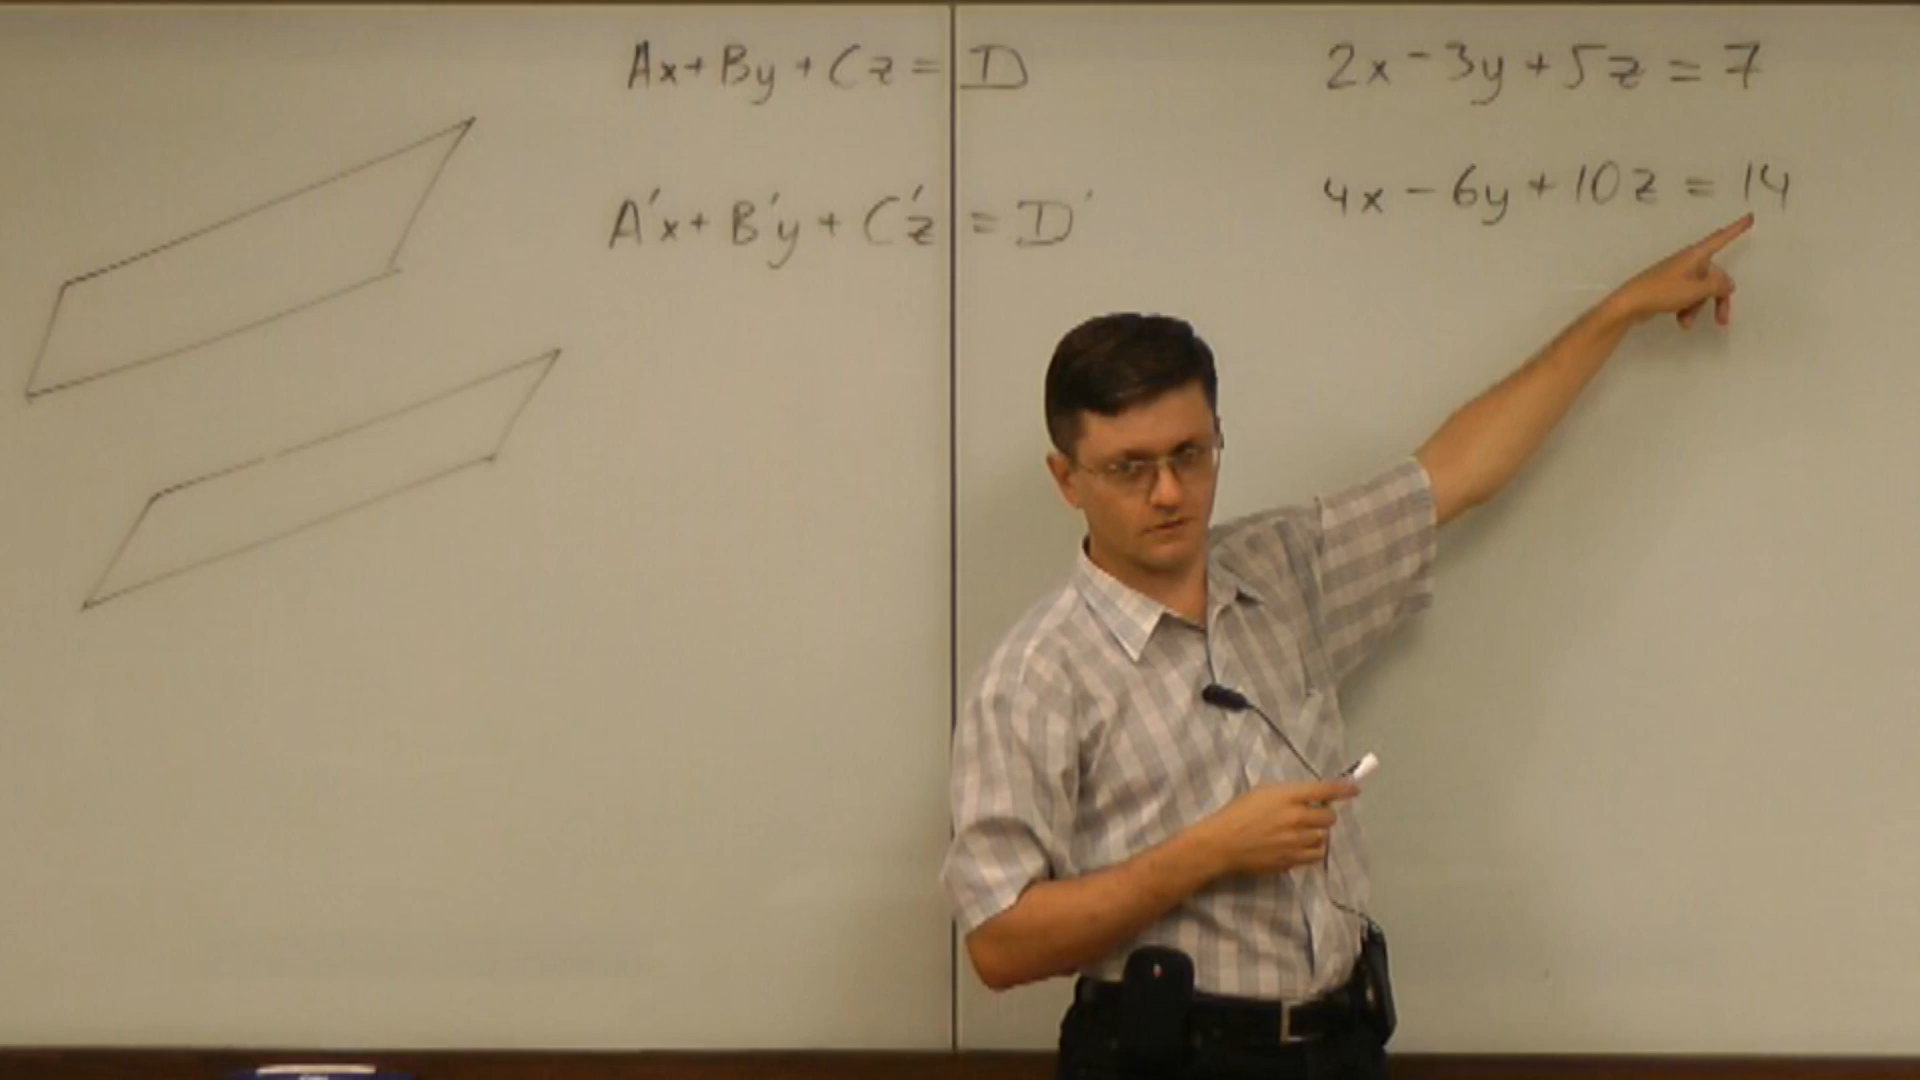 Ax + By + Cz = D
A'x + B'y + C'z = D'
2x - 3y + 5z = 7
4x - 6y + 10z = 14